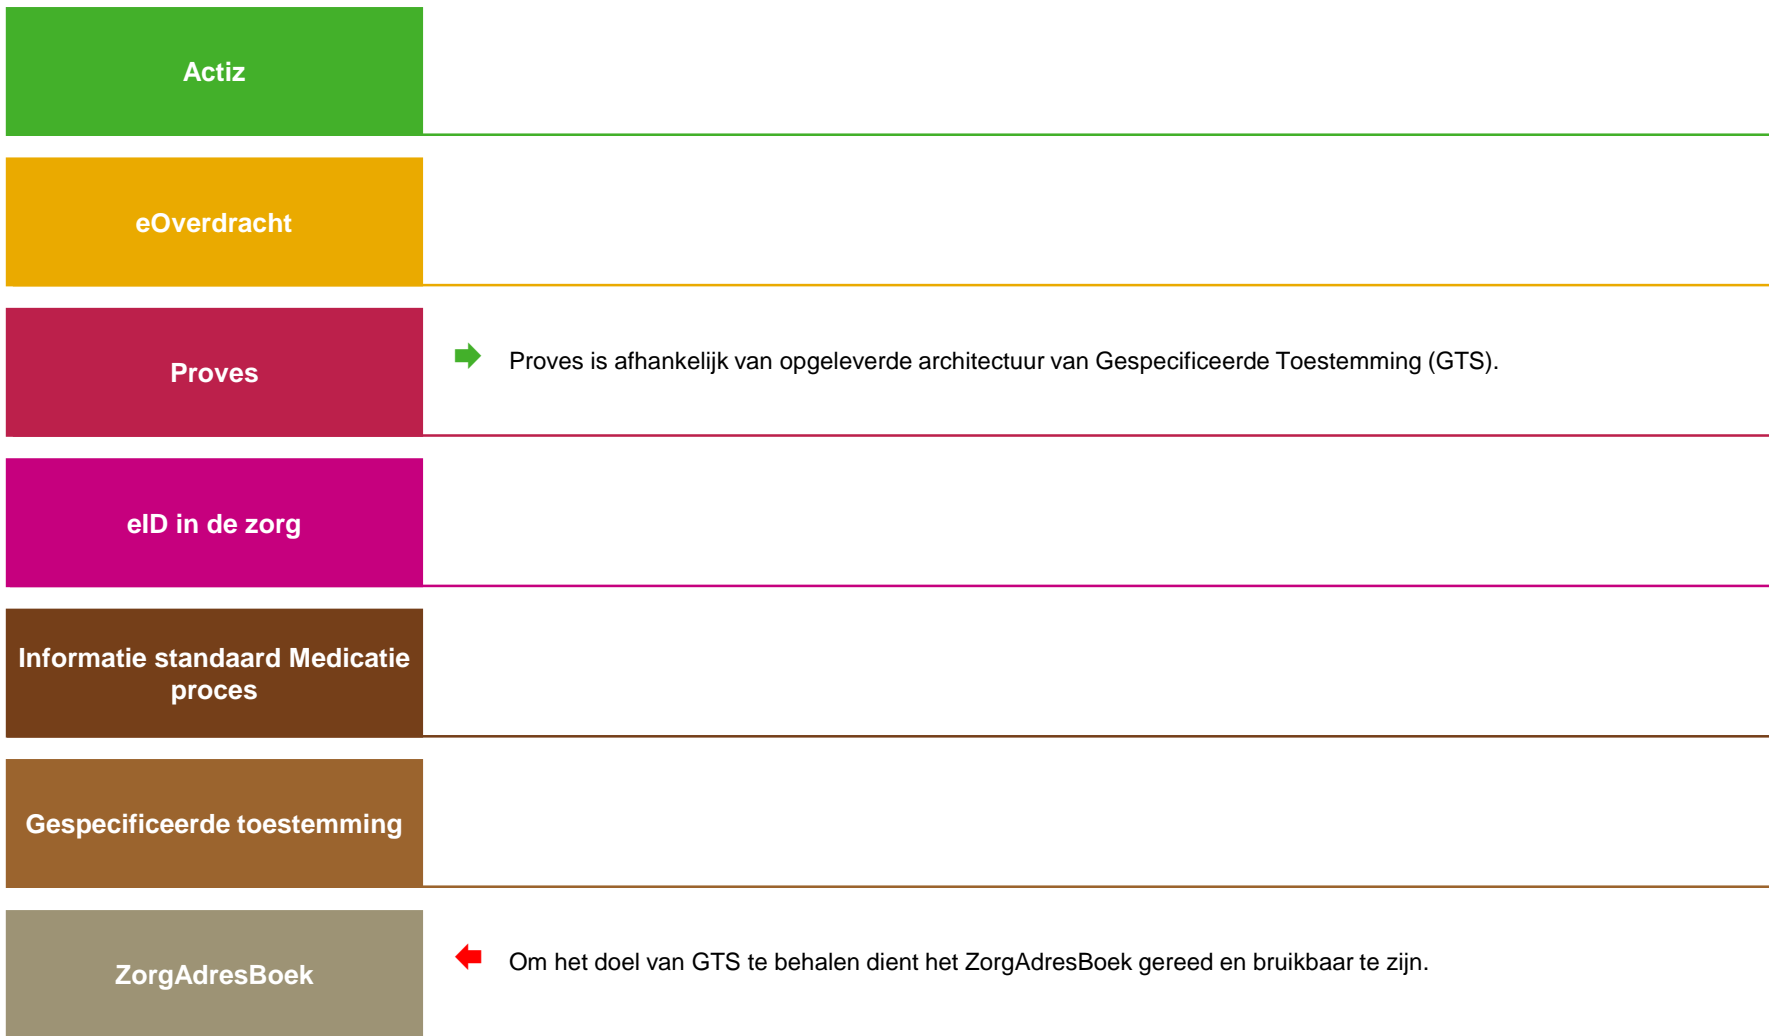 Actiz
eOverdracht
Proves
Proves is afhankelijk van opgeleverde architectuur van Gespecificeerde Toestemming (GTS).
eID in de zorg
Informatie standaard Medicatie
proces
Gespecificeerde toestemming
ZorgAdresBoek
Om het doel van GTS te behalen dient het ZorgAdresBoek gereed en bruikbaar te zijn.